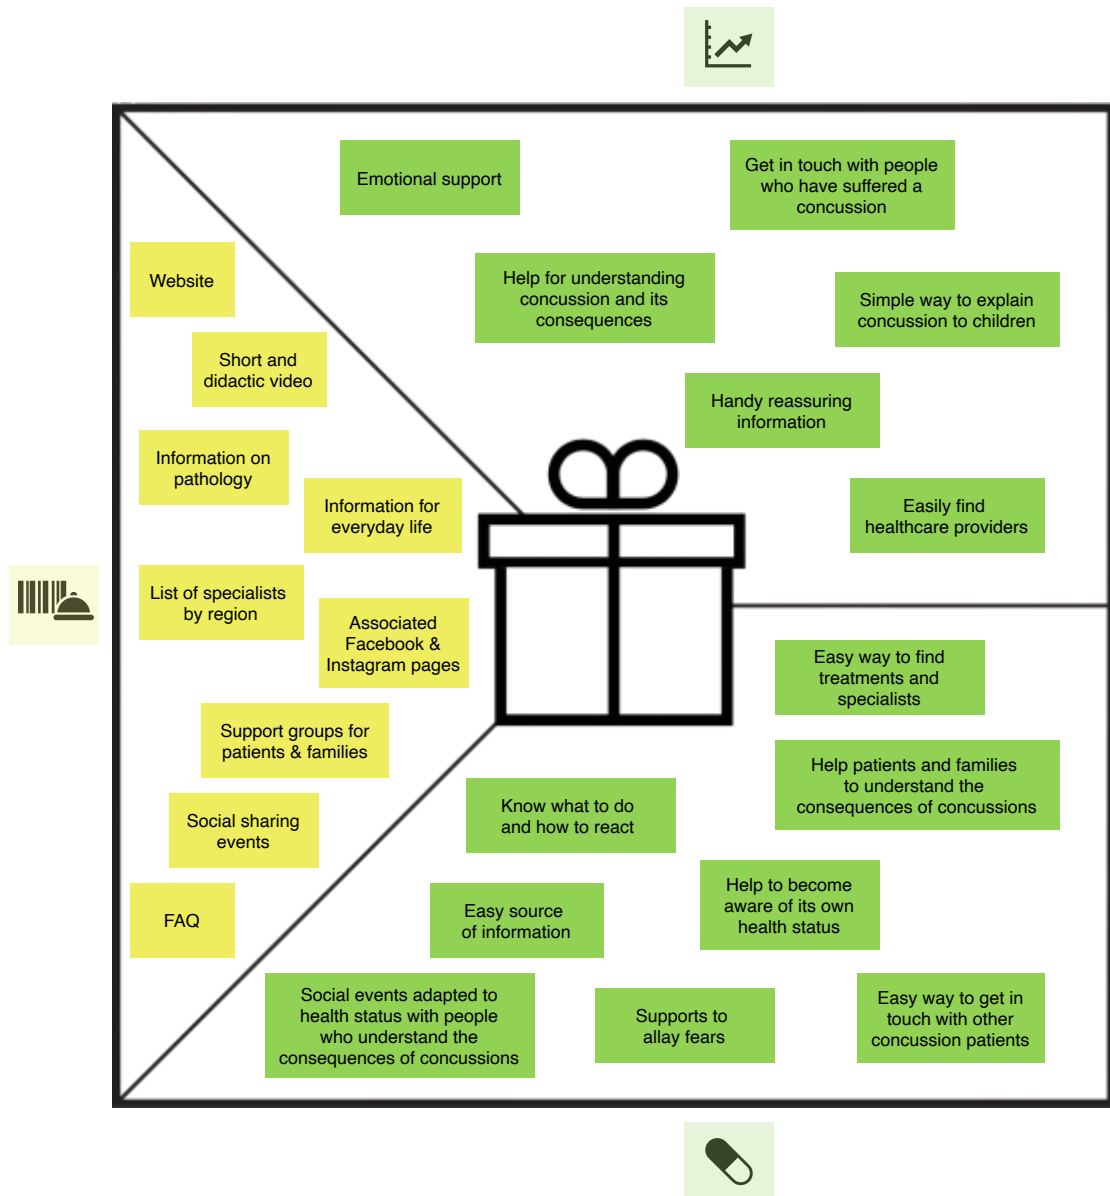 Emotional support
Get in touch with people
who have suffered a
concussion
Help for understanding
concussion and its
consequences
Simple way to explain
concussion to children
Handy reassuring
information
Easily find
healthcare providers
Website
Short and
didactic video
Information on
pathology
Information for
everyday life
List of specialists
by region
Associated
Facebook &
Instagram pages
Support groups for
patients & families
Social sharing
events
FAQ
Easy way to find
treatments and
specialists
Help patients and families
to understand the
consequences of concussions
Know what to do
and how to react
Help to become
aware of its own
health status
Easy source
of information
Social events adapted to
health status with people
who understand the
consequences of concussions
Supports to
allay fears
Easy way to get in
touch with other
concussion patients